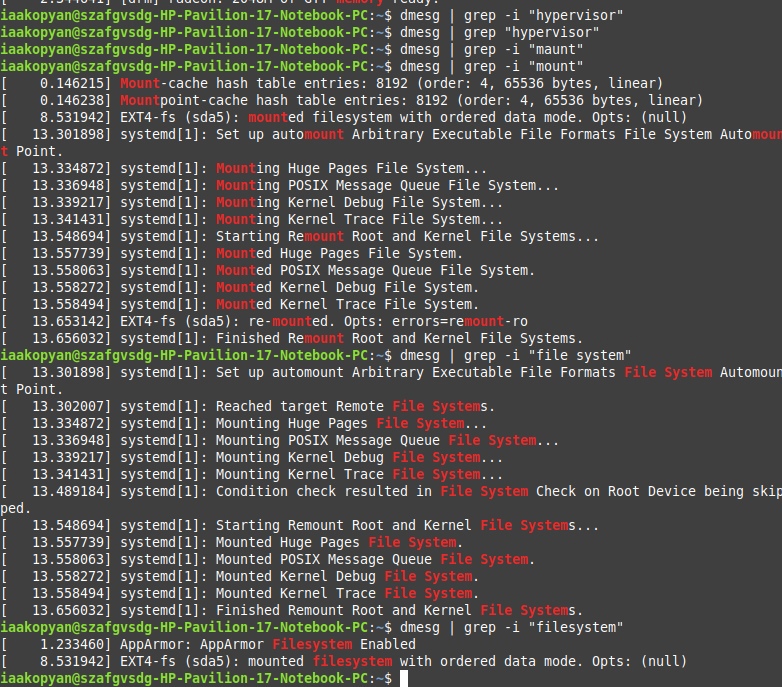 iaakopyan@szafgvsdg-HP-Pavilion-17-Notebook-PC:~$ dmesg | grep -i "hypervisor"
iaakopyan@szafgvsdg-HP-Pavilion-17-Notebook-PC:~$ dmesg | grep "hypervisor"
iaakopyan@szafgvsdg-HP-Pavilion-17-Notebook-PC:~$ dmesg | grep -i "maunt"
iaakopyan@szafgvsdg-HP-Pavilion-17-Notebook-PC:~$ dmesg | grep -i "mount"
[    0.146215] Mount-cache hash table entries: 8192 (order: 4, 65536 bytes, linear)
[    0.146238] Mountpoint-cache hash table entries: 8192 (order: 4, 65536 bytes, linear)
[    8.531942] EXT4-fs (sda5): mounted filesystem with ordered data mode. Opts: (null)
[   13.301898] systemd[1]: Set up automount Arbitrary Executable File Formats File System Automoun
t Point.
[   13.334872] systemd[1]: Mounting Huge Pages File System...
[   13.336948] systemd[1]: Mounting POSIX Message Queue File System...
[   13.339217] systemd[1]: Mounting Kernel Debug File System...
[   13.341431] systemd[1]: Mounting Kernel Trace File System...
[   13.548694] systemd[1]: Starting Remount Root and Kernel File Systems...
[   13.557739] systemd[1]: Mounted Huge Pages File System.
[   13.558063] systemd[1]: Mounted POSIX Message Queue File System.
[   13.558272] systemd[1]: Mounted Kernel Debug File System.
[   13.558494] systemd[1]: Mounted Kernel Trace File System.
[   13.653142] EXT4-fs (sda5): re-mounted. Opts: errors=remount-ro
[   13.656032] systemd[1]: Finished Remount Root and Kernel File Systems.
iaakopyan@szafgvsdg-HP-Pavilion-17-Notebook-PC:~$ dmesg | grep -i "file system"
[   13.301898] systemd[1]: Set up automount Arbitrary Executable File Formats File System Automoun
t Point.
[   13.302007] systemd[1]: Reached target Remote File Systems.
[   13.334872] systemd[1]: Mounting Huge Pages File System...
[   13.336948] systemd[1]: Mounting POSIX Message Queue File System...
[   13.339217] systemd[1]: Mounting Kernel Debug File System...
[   13.341431] systemd[1]: Mounting Kernel Trace File System...
[   13.489184] systemd[1]: Condition check resulted in File System Check on Root Device being skip
ped.
[   13.548694] systemd[1]: Starting Remount Root and Kernel File Systems...
[   13.557739] systemd[1]: Mounted Huge Pages File System.
[   13.558063] systemd[1]: Mounted POSIX Message Queue File System.
[   13.558272] systemd[1]: Mounted Kernel Debug File System.
[   13.558494] systemd[1]: Mounted Kernel Trace File System.
[   13.656032] systemd[1]: Finished Remount Root and Kernel File Systems.
iaakopyan@szafgvsdg-HP-Pavilion-17-Notebook-PC:~$ dmesg | grep -i "filesystem"
[    1.233460] AppArmor: AppArmor Filesystem Enabled
[    8.531942] EXT4-fs (sda5): mounted filesystem with ordered data mode. Opts: (null)
iaakopyan@szafgvsdg-HP-Pavilion-17-Notebook-PC:~$